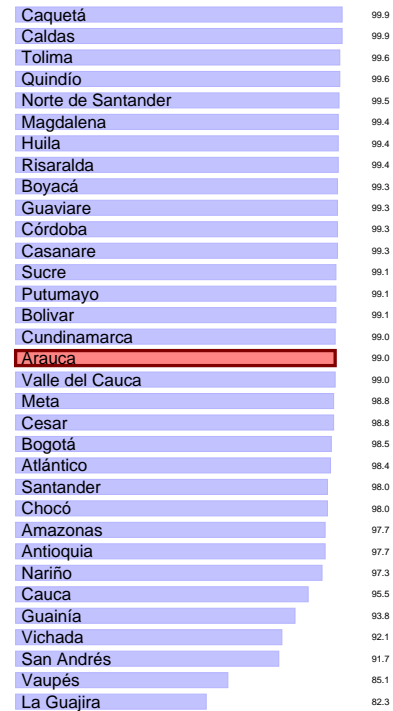 Caquetá 99.9
Caldas 99.9
Tolima 99.6
Quindío 99.6
Norte de Santander 99.5
Magdalena 99.4
Huila 99.4
Risaralda 99.4
Boyacá 99.3
Guaviare 99.3
Córdoba 99.3
Casanare 99.3
Sucre 99.1
Putumayo 99.1
Bolivar 99.1
Cundinamarca 99.0
Arauca 99.0
Valle del Cauca 99.0
Meta 98.8
Cesar 98.8
Bogotá 98.5
Atlántico 98.4
Santander 98.0
Chocó 98.0
Amazonas 97.7
Antioquia 97.7
Nariño 97.3
Cauca 95.5
Guainía 93.8
Vichada 92.1
San Andrés 91.7
Vaupés 85.1
La Guajira 82.3